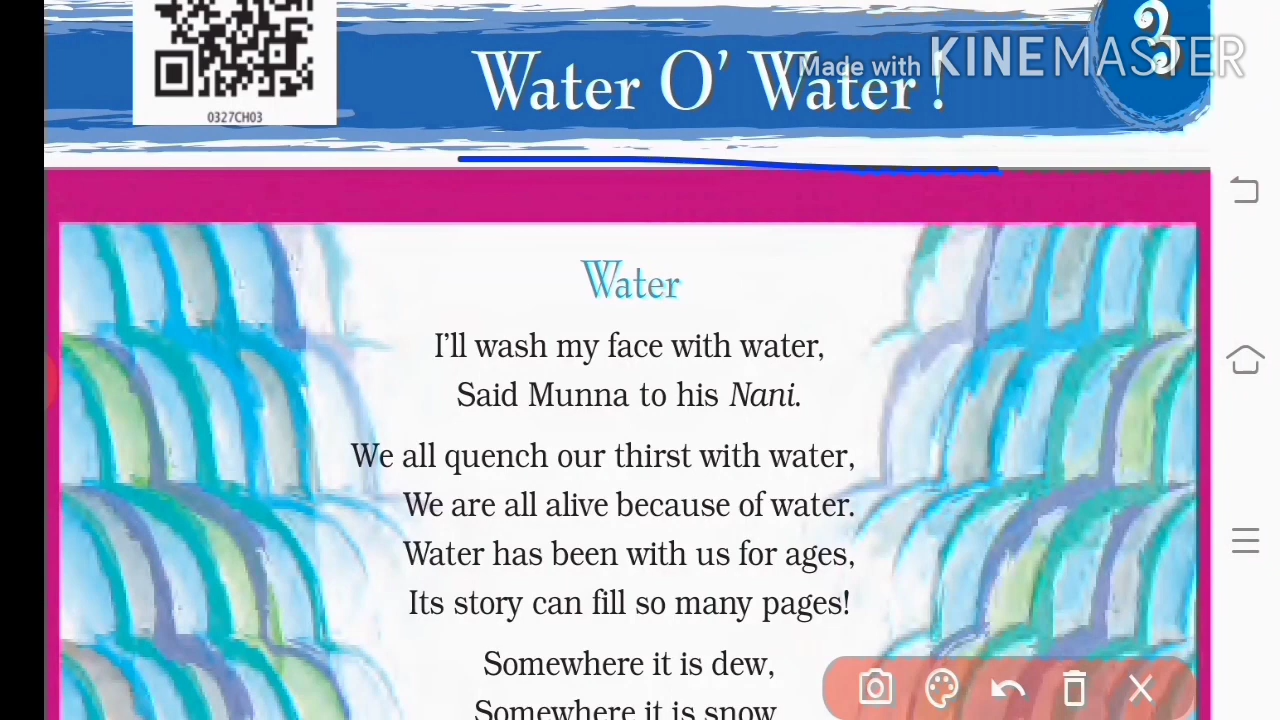 3
Water O' Water !
Made with KINEMASTER
0327CH03
Water
I'll wash my face with water,
Said Munna to his Nani.
We all quench our thirst with water,
We are all alive because of water.
Water has been with us for ages,
Its story can fill so many pages!
Somewhere it is dew,
Somewhere it is snow